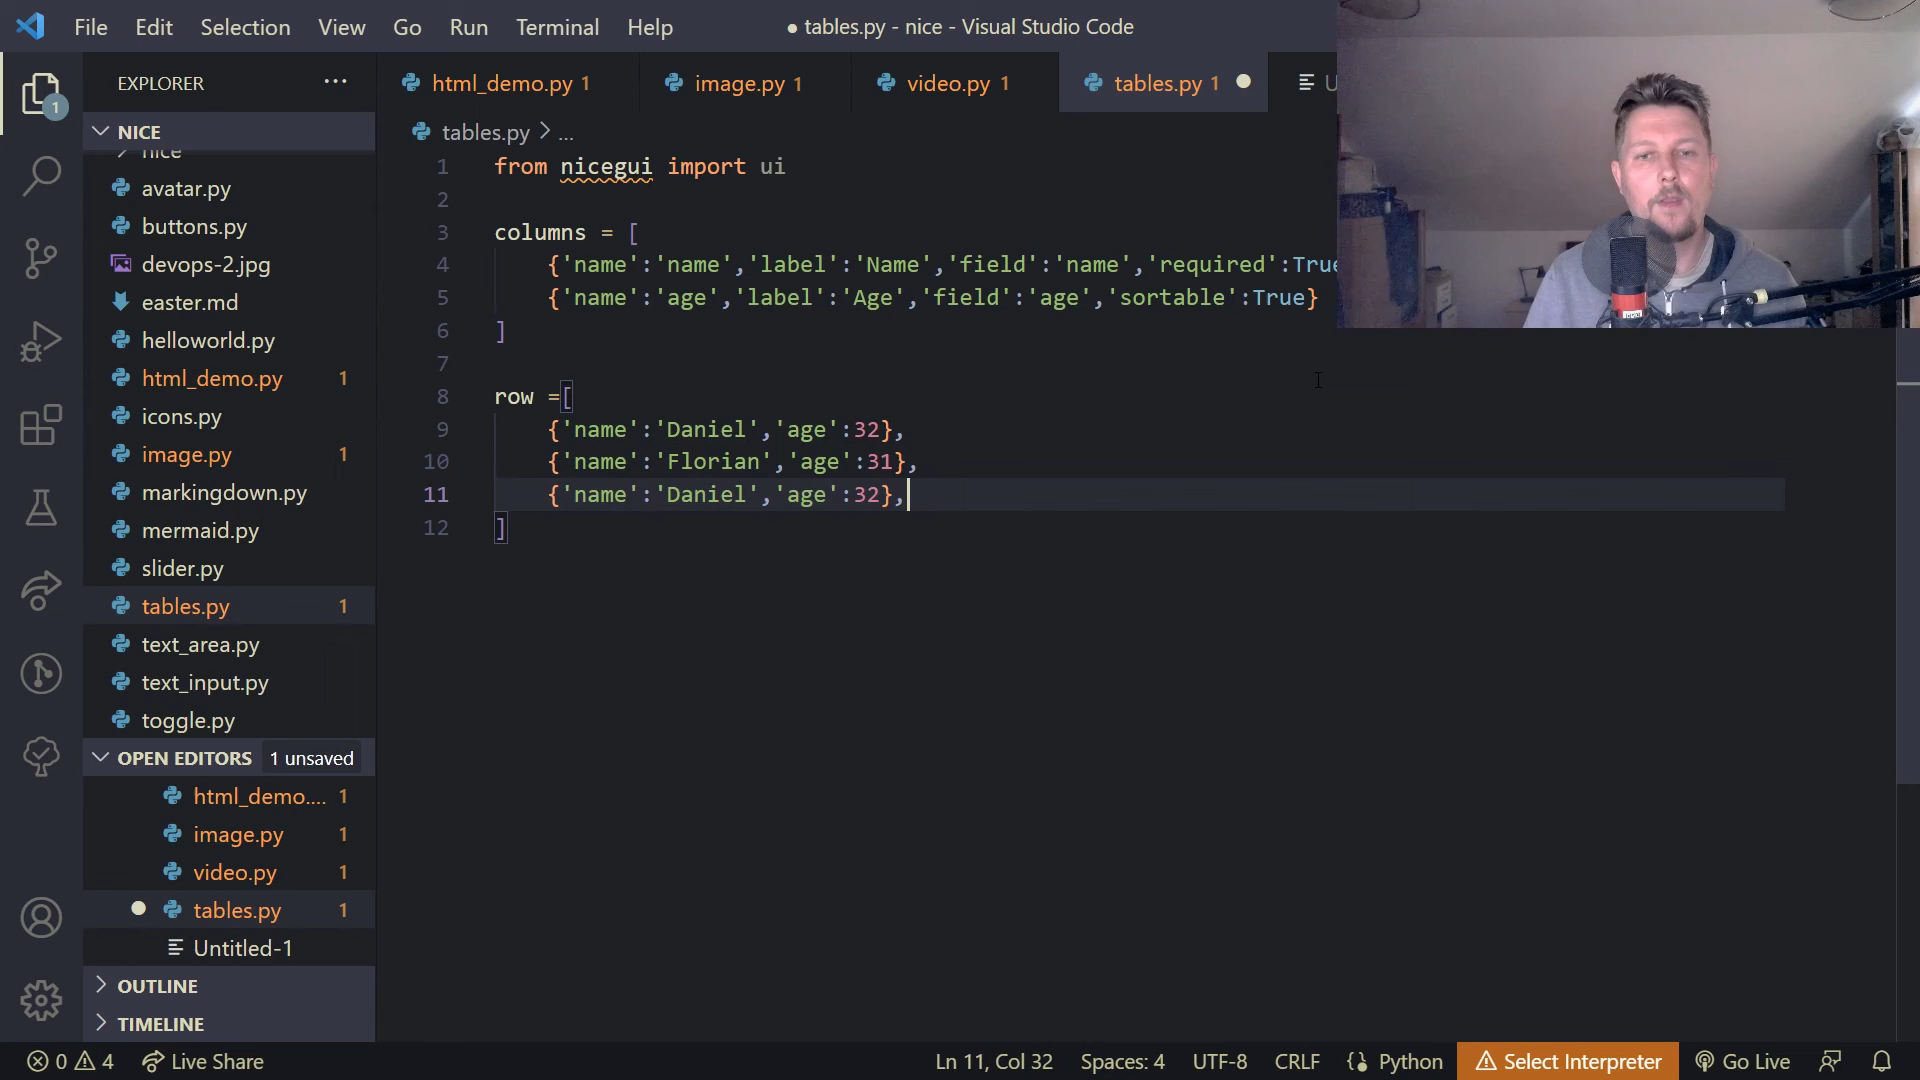 File Edit Selection View Go Run Terminal Help
● tables.py - nice - Visual Studio Code
EXPLORER ...
html_demo.py 1
image.py 1
video.py 1
tables.py 1 ●
U
1
NICE
nice
avatar.py
buttons.py
devops-2.jpg
easter.md
helloworld.py
html_demo.py 1
icons.py
image.py 1
markingdown.py
mermaid.py
slider.py
tables.py 1
text_area.py
text_input.py
toggle.py
OPEN EDITORS 1 unsaved
html_demo.... 1
image.py 1
video.py 1
● tables.py 1
Untitled-1
OUTLINE
TIMELINE
tables.py > ...
1 from nicegui import ui
2
3 columns = [
4 {'name':'name','label':'Name','field':'name','required':True
5 {'name':'age','label':'Age','field':'age','sortable':True}
6 ]
7
8 row =[
9 {'name':'Daniel','age':32},
10 {'name':'Florian','age':31},
11 {'name':'Daniel','age':32},
12 ]
0 4 Live Share
Ln 11, Col 32 Spaces: 4 UTF-8 CRLF Python Select Interpreter Go Live